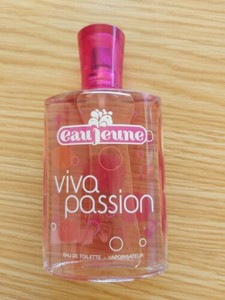 eau jeune
viva
passion
EAU DE TOILETTE - VAPORISATEUR